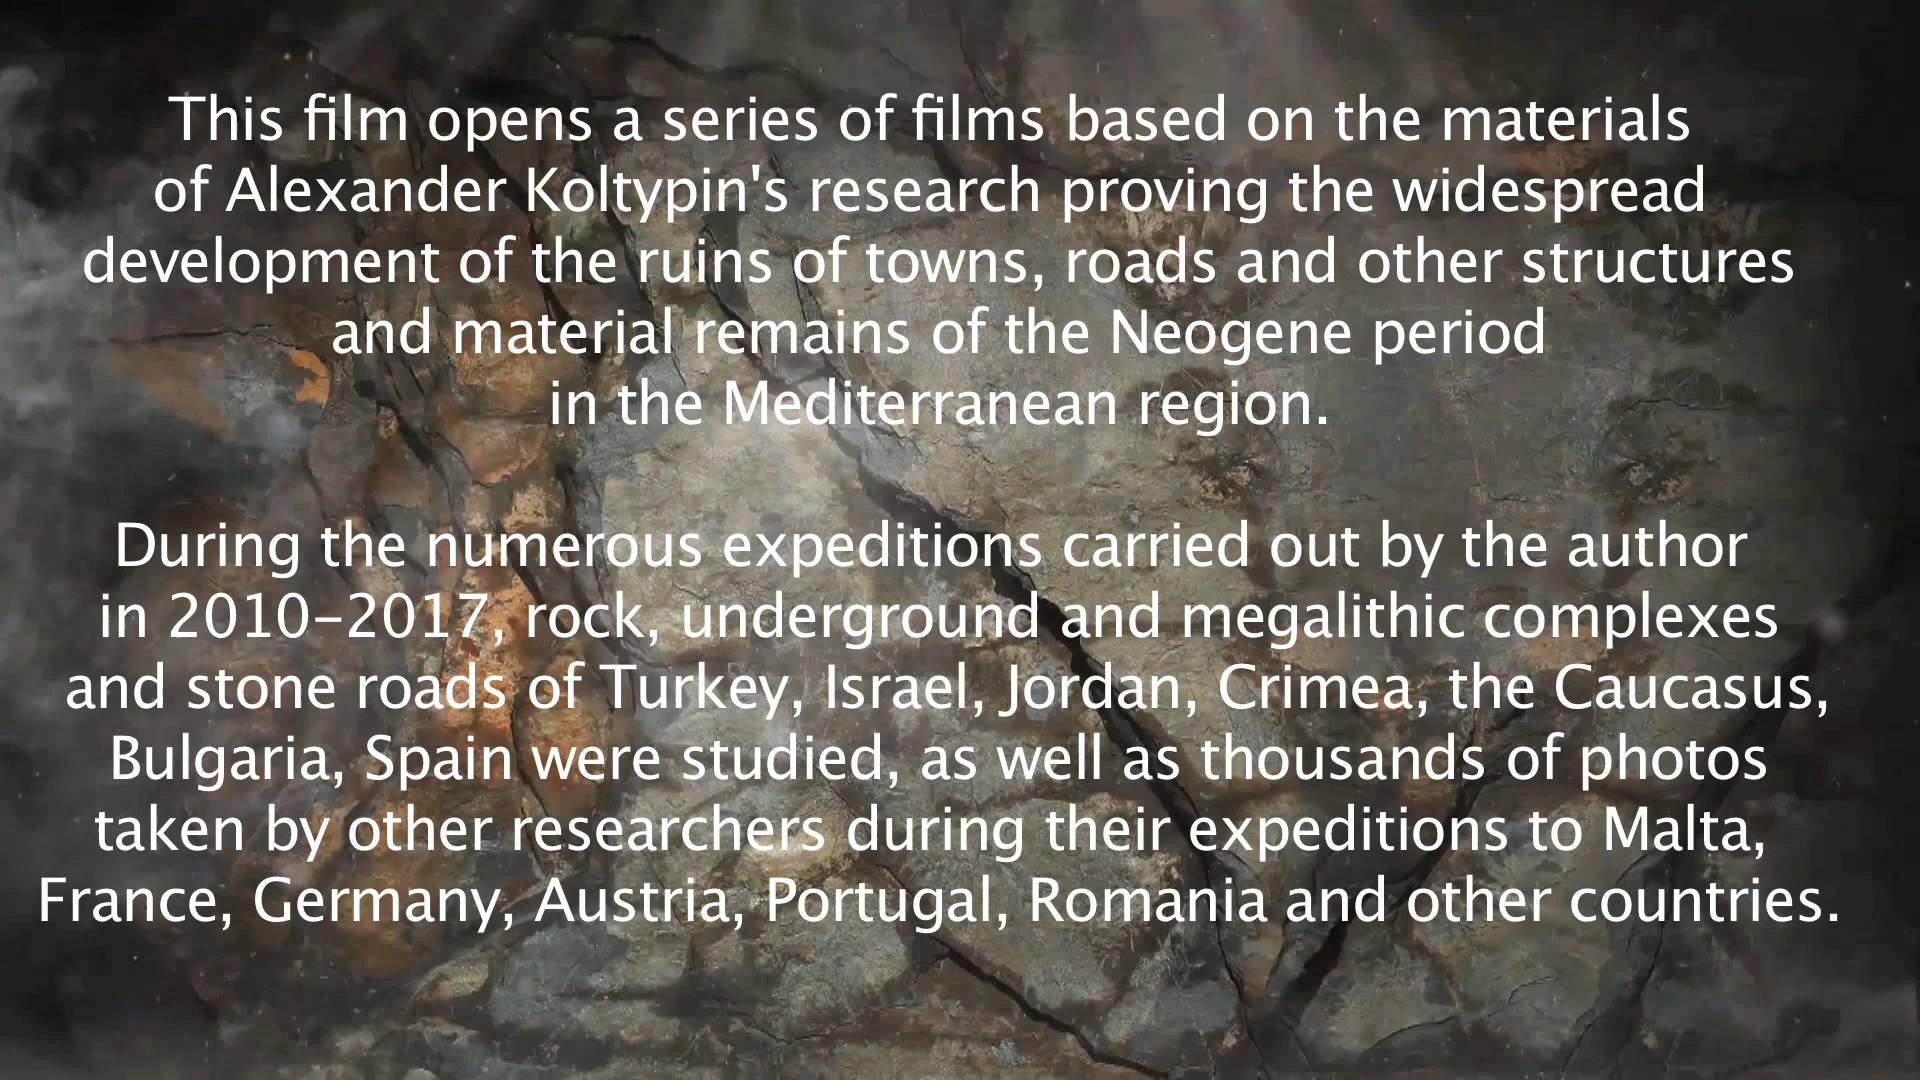 This film opens a series of films based on the materials
of Alexander Koltypin's research proving the widespread
development of the ruins of towns, roads and other structures
and material remains of the Neogene period
in the Mediterranean region.
During the numerous expeditions carried out by the author
in 2010-2017, rock, underground and megalithic complexes
and stone roads of Turkey, Israel, Jordan, Crimea, the Caucasus,
Bulgaria, Spain were studied, as well as thousands of photos
taken by other researchers during their expeditions to Malta,
France, Germany, Austria, Portugal, Romania and other countries.